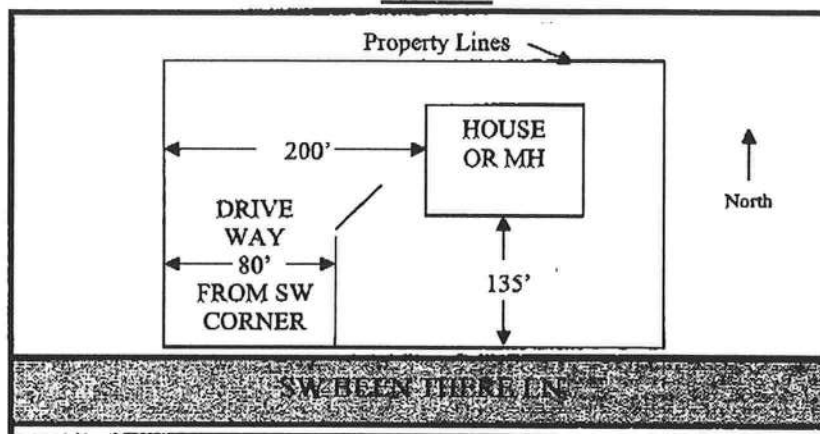 Property Lines
HOUSE
OR MH
200'
North
DRIVE
WAY
80'
FROM SW
CORNER
135'
SW BEEN THERE LN